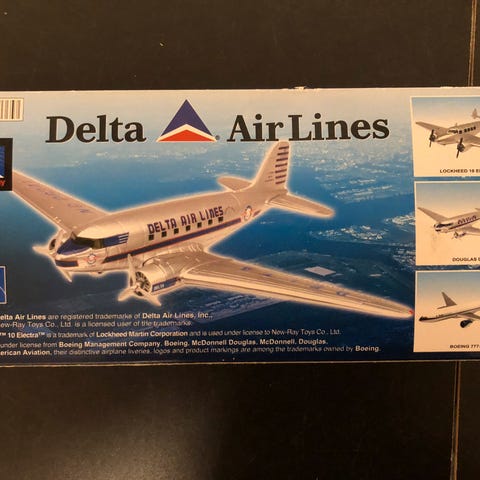 Delta Air Lines
DELTA AIR LINES
LOCKHEED 10 E
DOUGLAS D
BOEING 777-
elta Air Lines are registered trademarks of Delta Air Lines, Inc.,
New-Ray Toys Co., Ltd. is a licensed user of the trademarks.
™ 10 Electra™ is a trademark of Lockheed Martin Corporation and is used under license to New-Ray Toys Co., Ltd.
under license from Boeing Management Company. Boeing, McDonnell Douglas, McDonnell, Douglas,
merican Aviation, their distinctive airplane liveries, logos and product markings are among the trademarks owned by Boeing.